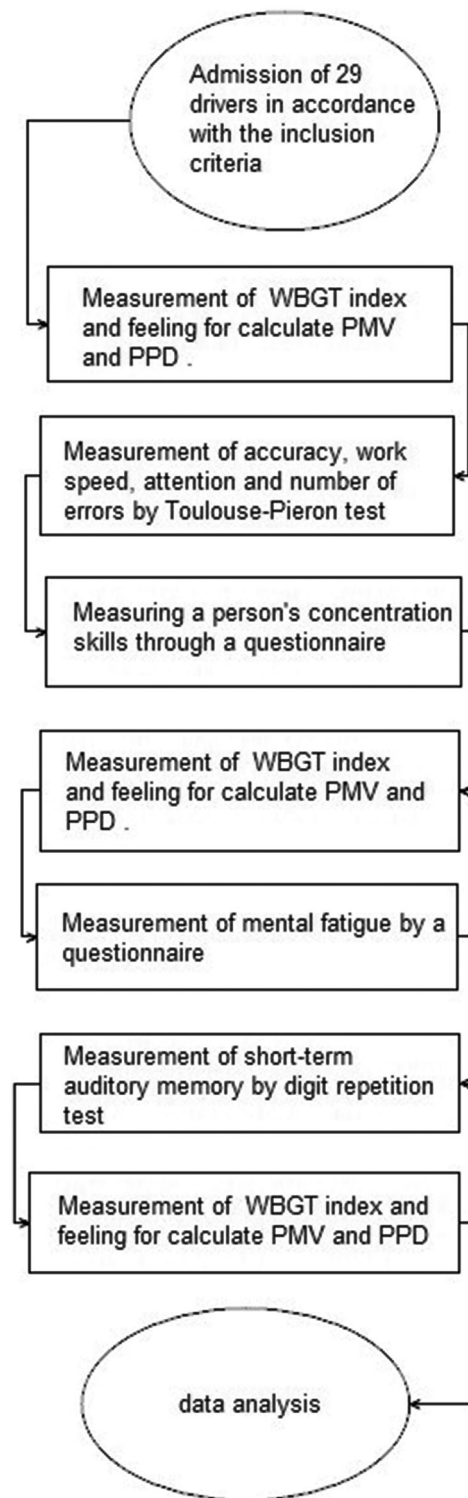 Admission of 29
drivers in accordance
with the inclusion
criteria
Measurement of WBGT index
and feeling for calculate PMV
and PPD .
Measurement of accuracy, work
speed, attention and number of
errors by Toulouse-Pieron test
Measuring a person's concentration
skills through a questionnaire
Measurement of WBGT index
and feeling for calculate PMV and
PPD .
Measurement of mental fatigue by a
questionnaire
Measurement of short-term
auditory memory by digit repetition
test
Measurement of WBGT index and
feeling for calculate PMV and PPD
data analysis